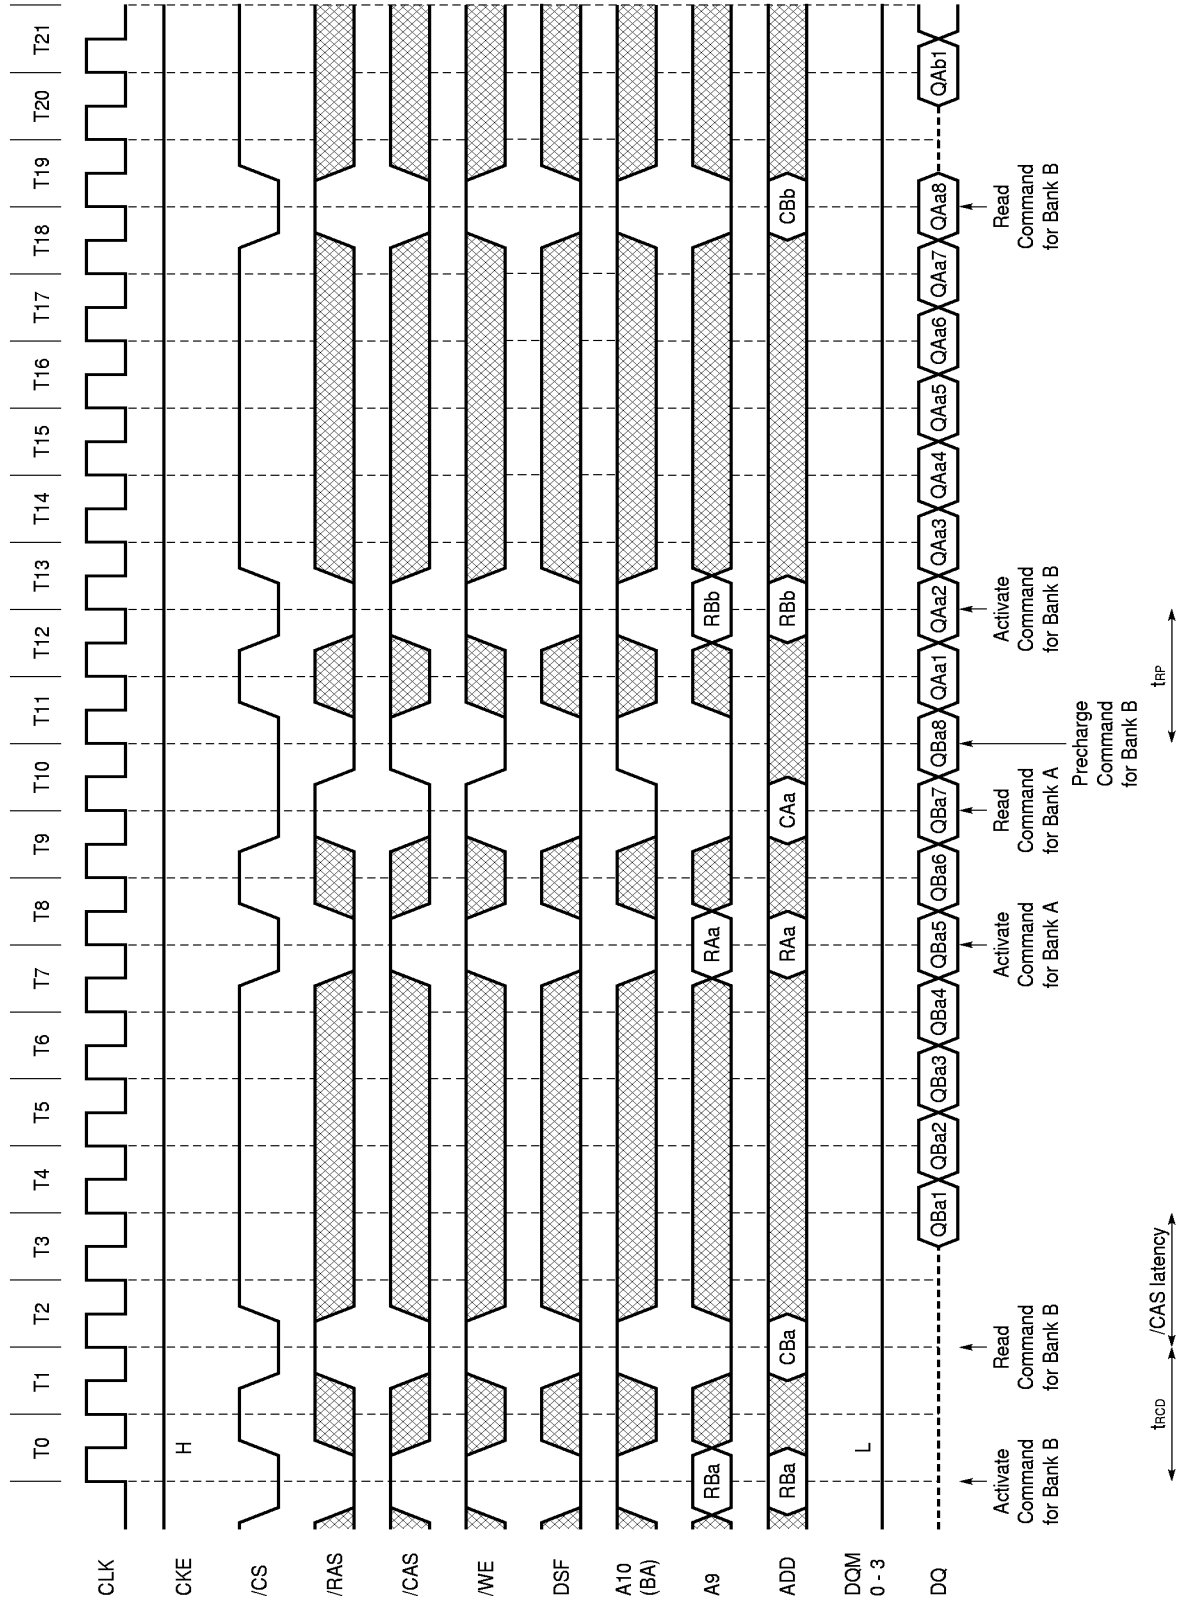 T0 T1 T2 T3 T4 T5 T6 T7 T8 T9 T10 T11 T12 T13 T14 T15 T16 T17 T18 T19 T20 T21
CLK
CKE
H
/CS
/RAS
/CAS
/WE
DSF
A10
(BA)
A9
RBa RAa RBb
ADD
RBa CBa RAa CAa RBb CBb
DQM
0 - 3
L
DQ
QBa1 QBa2 QBa3 QBa4 QBa5 QBa6 QBa7 QBa8 QAa1 QAa2 QAa3 QAa4 QAa5 QAa6 QAa7 QAa8 QAb1
Activate
Command
for Bank B
Read
Command
for Bank B
Activate
Command
for Bank A
Read
Command
for Bank A
Precharge
Command
for Bank B
Activate
Command
for Bank B
Read
Command
for Bank B
tRCD
/CAS latency
tRP